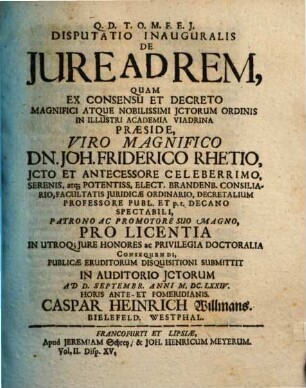 Q. D. T. O. M. F. E. J.
DISPUTATIO INAUGURALIS
DE
JURE AD REM,
QUAM
EX CONSENSU ET DECRETO
MAGNIFICI ATQUE NOBILISSIMI JCTORUM ORDINIS
IN ILLUSTRI ACADEMIA VIADRINA
PRÆSIDE,
VIRO MAGNIFICO
DN. JOH. FRIDERICO RHETIO,
JCTO ET ANTECESSORE CELEBERRIMO,
SERENIS, atq; POTENTISS, ELECT. BRANDENB. CONSILIA-
RIO, FACULTATIS JURIDICÆ ORDINARIO, DECRETALIUM
PROFESSORE PUBL. ET p.t. DECANO
SPECTABILI,
PATRONO AC PROMOTORE SUO MAGNO,
PRO LICENTIA
IN UTROQ; JURE HONORES ac PRIVILEGIA DOCTORALIA
CONSEQUENDI,
PUBLICÆ ERUDITORUM DISQUISITIONI SUBMITTIT
IN AUDITORIO JCTORUM
AD D. SEPTEMBR. ANNI M. DC. LXXIV.
HORIS ANTE- ET POMERIDIANIS.
CASPAR HEINRICH Willmans.
BIELEFELD. WESTPHAL.
FRANCOFURTI ET LIPSIÆ,
Apud JEREMIAM Schrey, & JOH. HENRICUM MEYERUM.
Vol, II. Disp. XV,